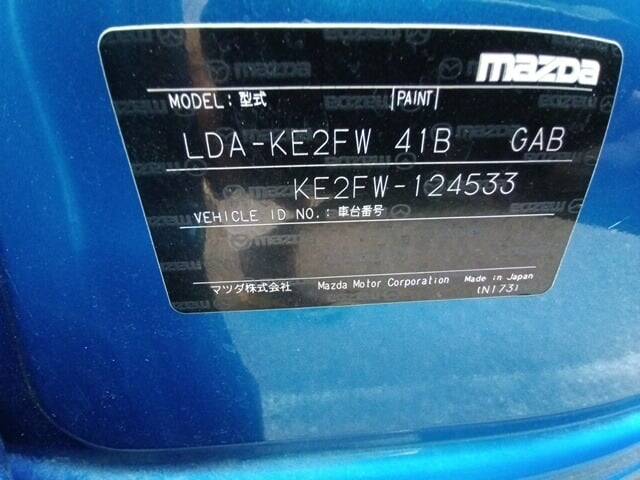 mazda
MODEL: 型式 |PAINT|
LDA-KE2FW 41B GAB
KE2FW-124533
VEHICLE ID NO.: 車台番号
マツダ株式会社 Mazda Motor Corporation Made in Japan
(N173)